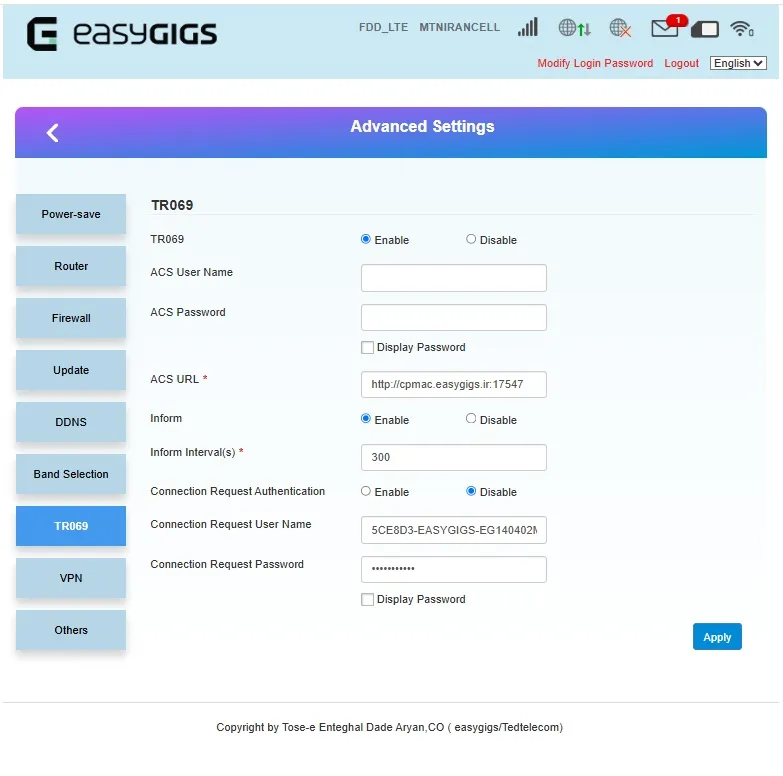 easyGIGS
FDD_LTE MTNIRANCELL 1 0
Modify Login Password Logout English
Advanced Settings
Power-save
Router
Firewall
Update
DDNS
Band Selection
TR069
VPN
Others
TR069
TR069 Enable Disable
ACS User Name
ACS Password
Display Password
ACS URL * http://cpmac.easygigs.ir:17547
Inform Enable Disable
Inform Interval(s) * 300
Connection Request Authentication Enable Disable
Connection Request User Name 5CE8D3-EASYGIGS-EG140402M
Connection Request Password •••••••••••
Display Password
Apply
Copyright by Tose-e Enteghal Dade Aryan,CO ( easygigs/Tedtelecom)